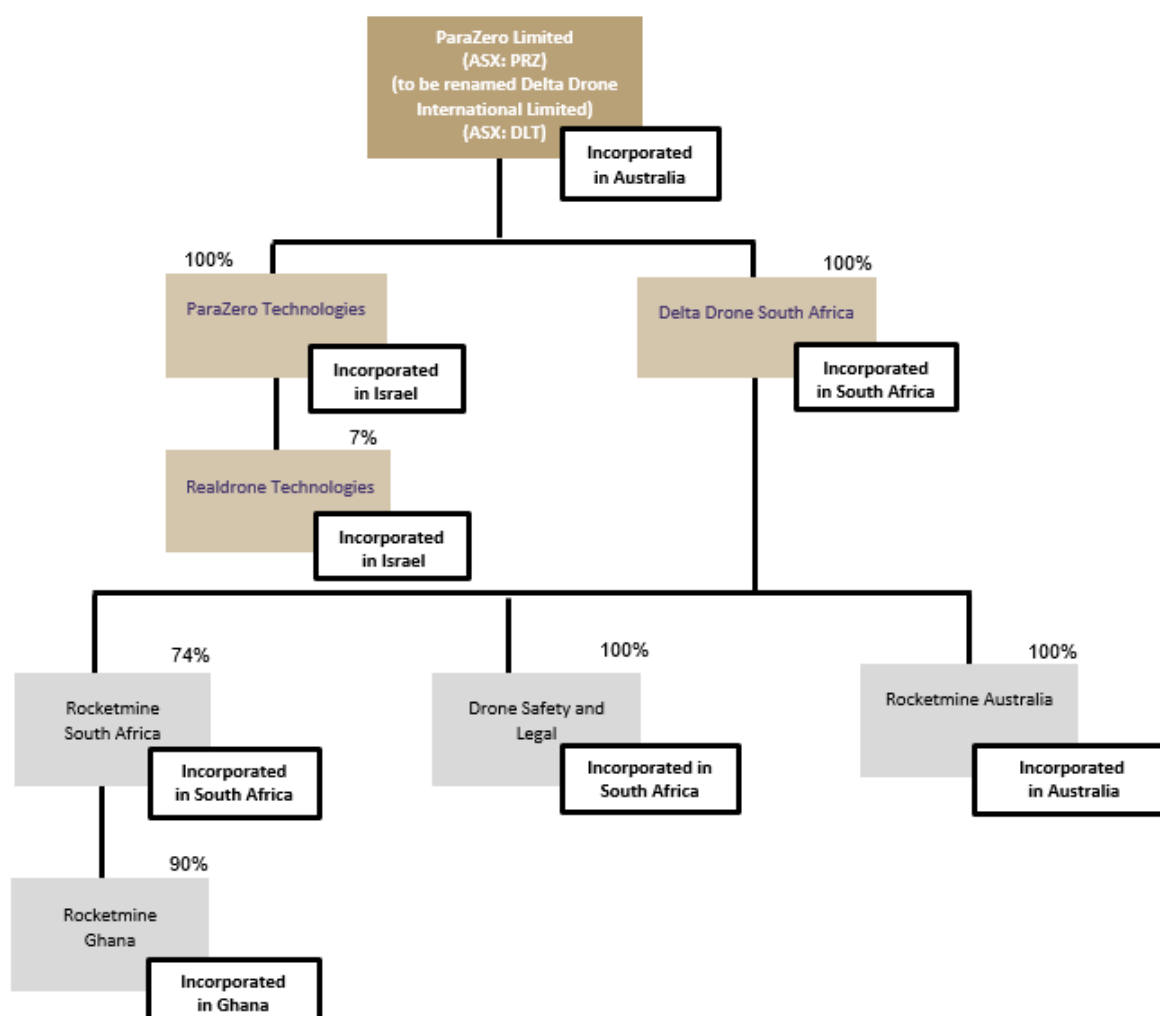 ParaZero Limited
(ASX: PRZ)
(to be renamed Delta Drone
International Limited)
(ASX: DLT)
Incorporated
in Australia
100%
ParaZero Technologies
Incorporated
in Israel
100%
Delta Drone South Africa
Incorporated
in South Africa
7%
Realdrone Technologies
Incorporated
in Israel
74%
Rocketmine
South Africa
Incorporated
in South Africa
100%
Drone Safety and
Legal
Incorporated in
South Africa
100%
Rocketmine Australia
Incorporated
in Australia
90%
Rocketmine
Ghana
Incorporated
in Ghana